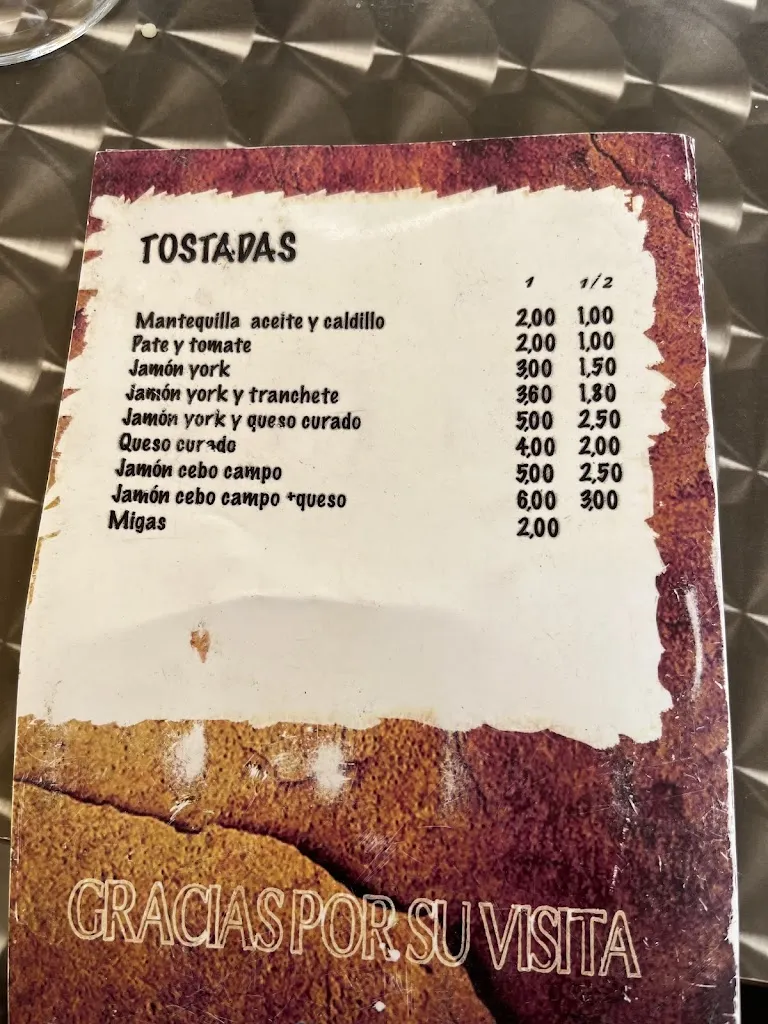 TOSTADAS
1 1/2
Mantequilla aceite y caldillo 2,00 1,00
Pate y tomate 2,00 1,00
Jamón york 3,00 1,50
Jamón york y tranchete 3,60 1,80
Jamón york y queso curado 5,00 2,50
Queso curado 4,00 2,00
Jamón cebo campo 5,00 2,50
Jamón cebo campo +queso 6,00 3,00
Migas 2,00
GRACIAS POR SU VISITA